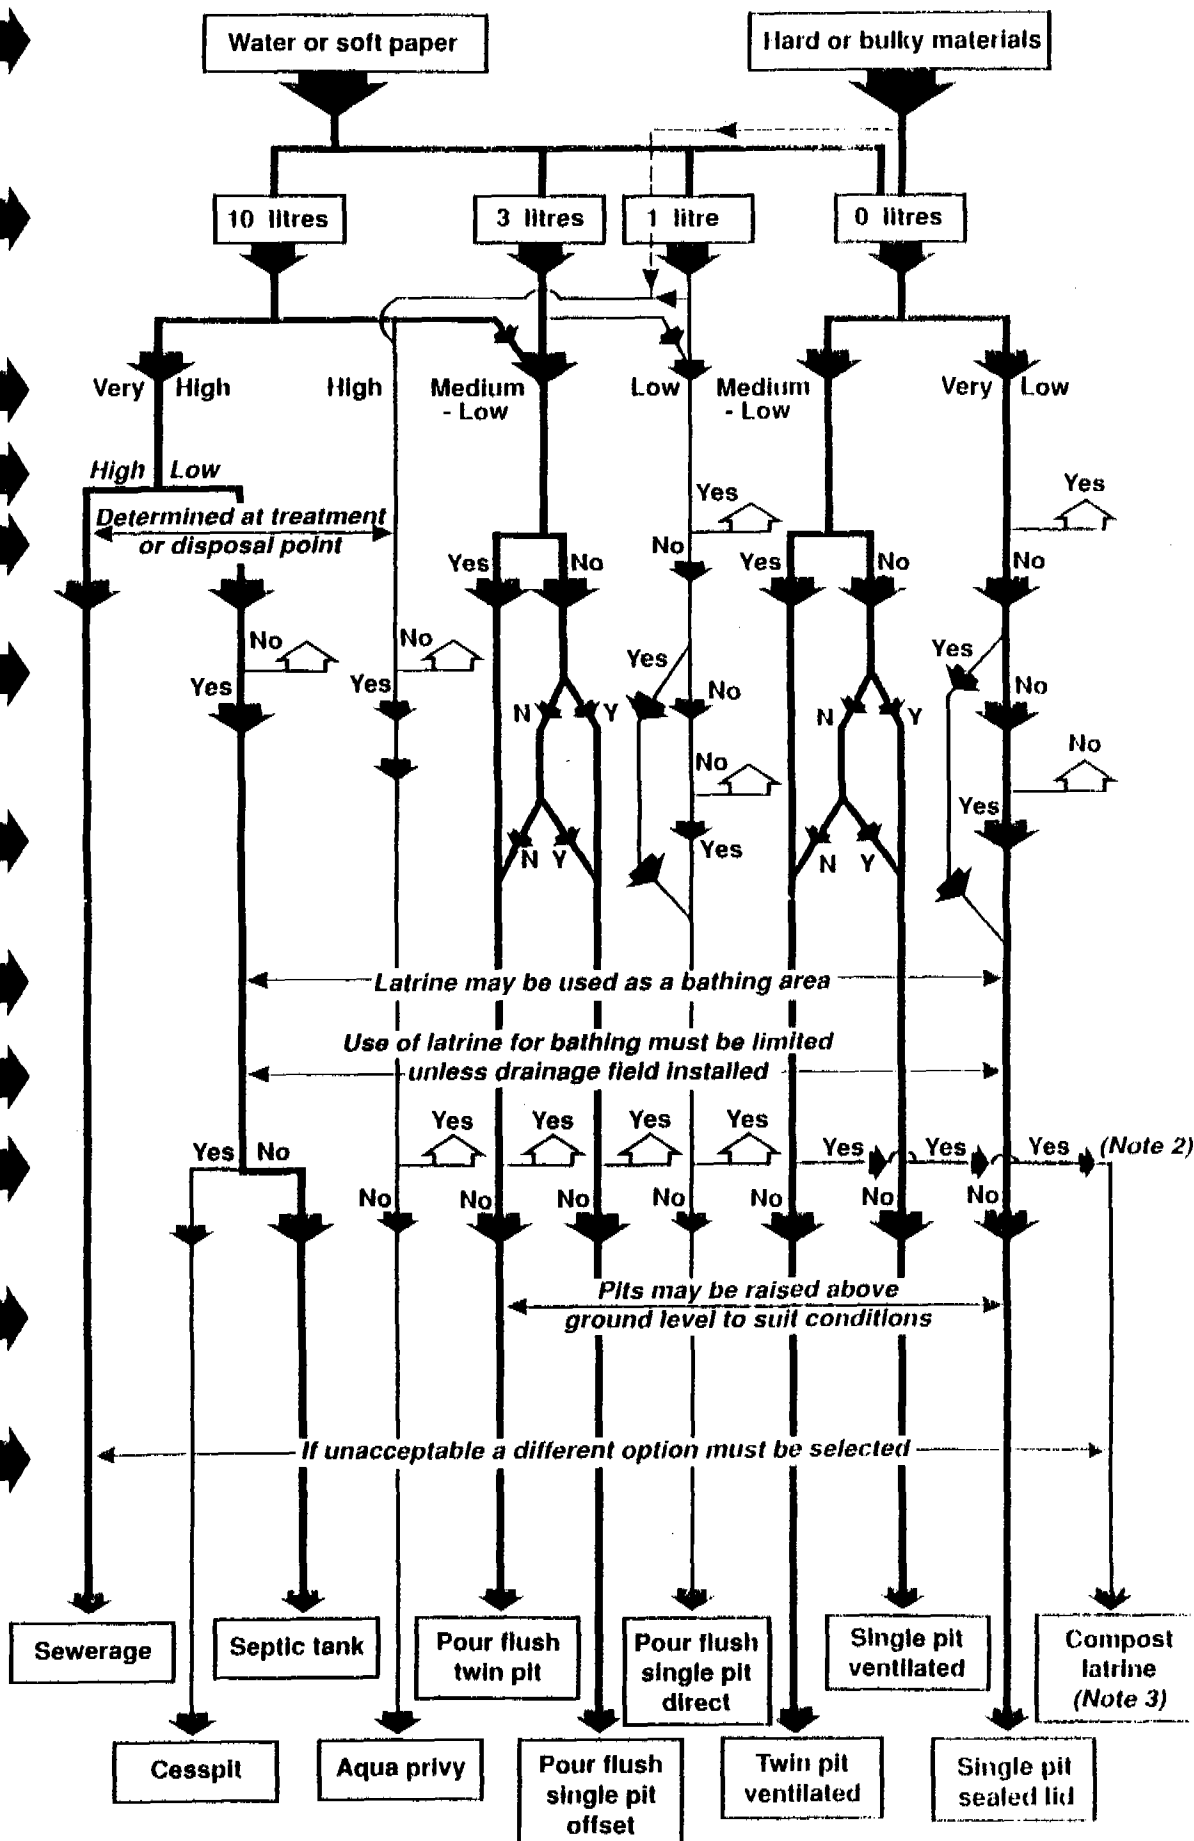 Water or soft paper
Hard or bulky materials
10 litres
3 litres
1 litre
0 litres
Very High
High
Medium
- Low
Low
Medium
- Low
Very Low
High Low
Determined at treatment
or disposal point
Yes
Yes
No
Yes
No
Yes
No
No
No
No
Yes
Yes
Yes
Yes
N Y
No
N Y
No
No
No
Yes
Yes
N Y
N Y
Latrine may be used as a bathing area
Use of latrine for bathing must be limited
unless drainage field installed
Yes
Yes
Yes
Yes
Yes No
Yes
Yes
Yes
(Note 2)
No
No
No
No
No
No
No
Pits may be raised above
ground level to suit conditions
If unacceptable a different option must be selected
Sewerage
Septic tank
Pour flush
twin pit
Pour flush
single pit
direct
Single pit
ventilated
Compost
latrine
(Note 3)
Cesspit
Aqua privy
Pour flush
single pit
offset
Twin pit
ventilated
Single pit
sealed lid